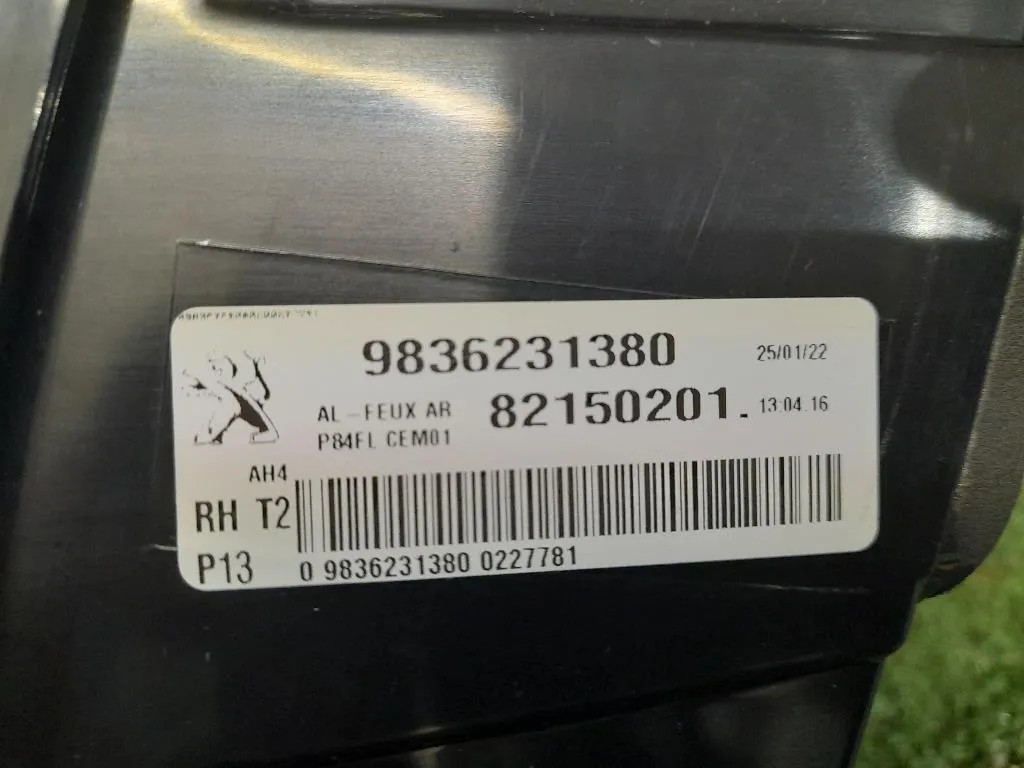 9836231380 25/01/22
AL - FEUX AR 82150201. 13:04:16
P84FL CEM01
AH4
RH T2
P13 0 9836231380 0227781